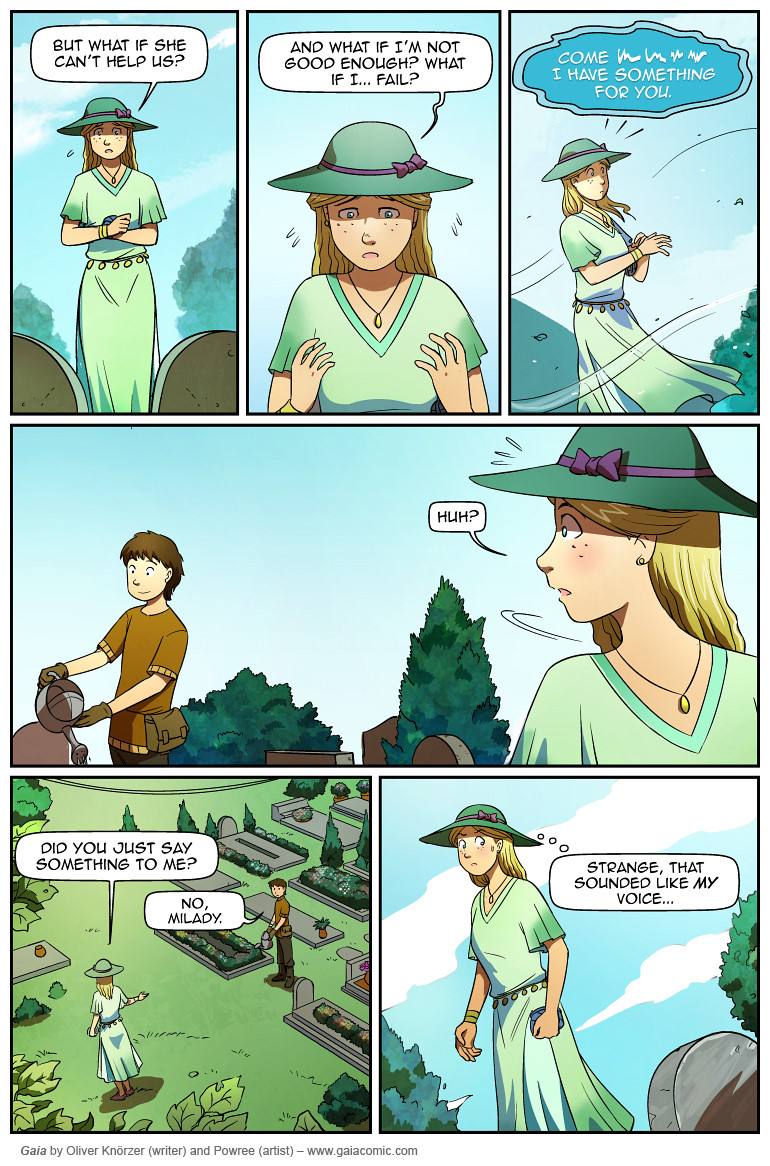 BUT WHAT IF SHE
CAN'T HELP US?
AND WHAT IF I'M NOT
GOOD ENOUGH? WHAT
IF I... FAIL?
COME
I HAVE SOMETHING
FOR YOU.
HUH?
DID YOU JUST SAY
SOMETHING TO ME?
NO,
MILADY.
STRANGE, THAT
SOUNDED LIKE MY
VOICE...
Gaia by Oliver Knörzer (writer) and Powree (artist) – www.gaiacomic.com